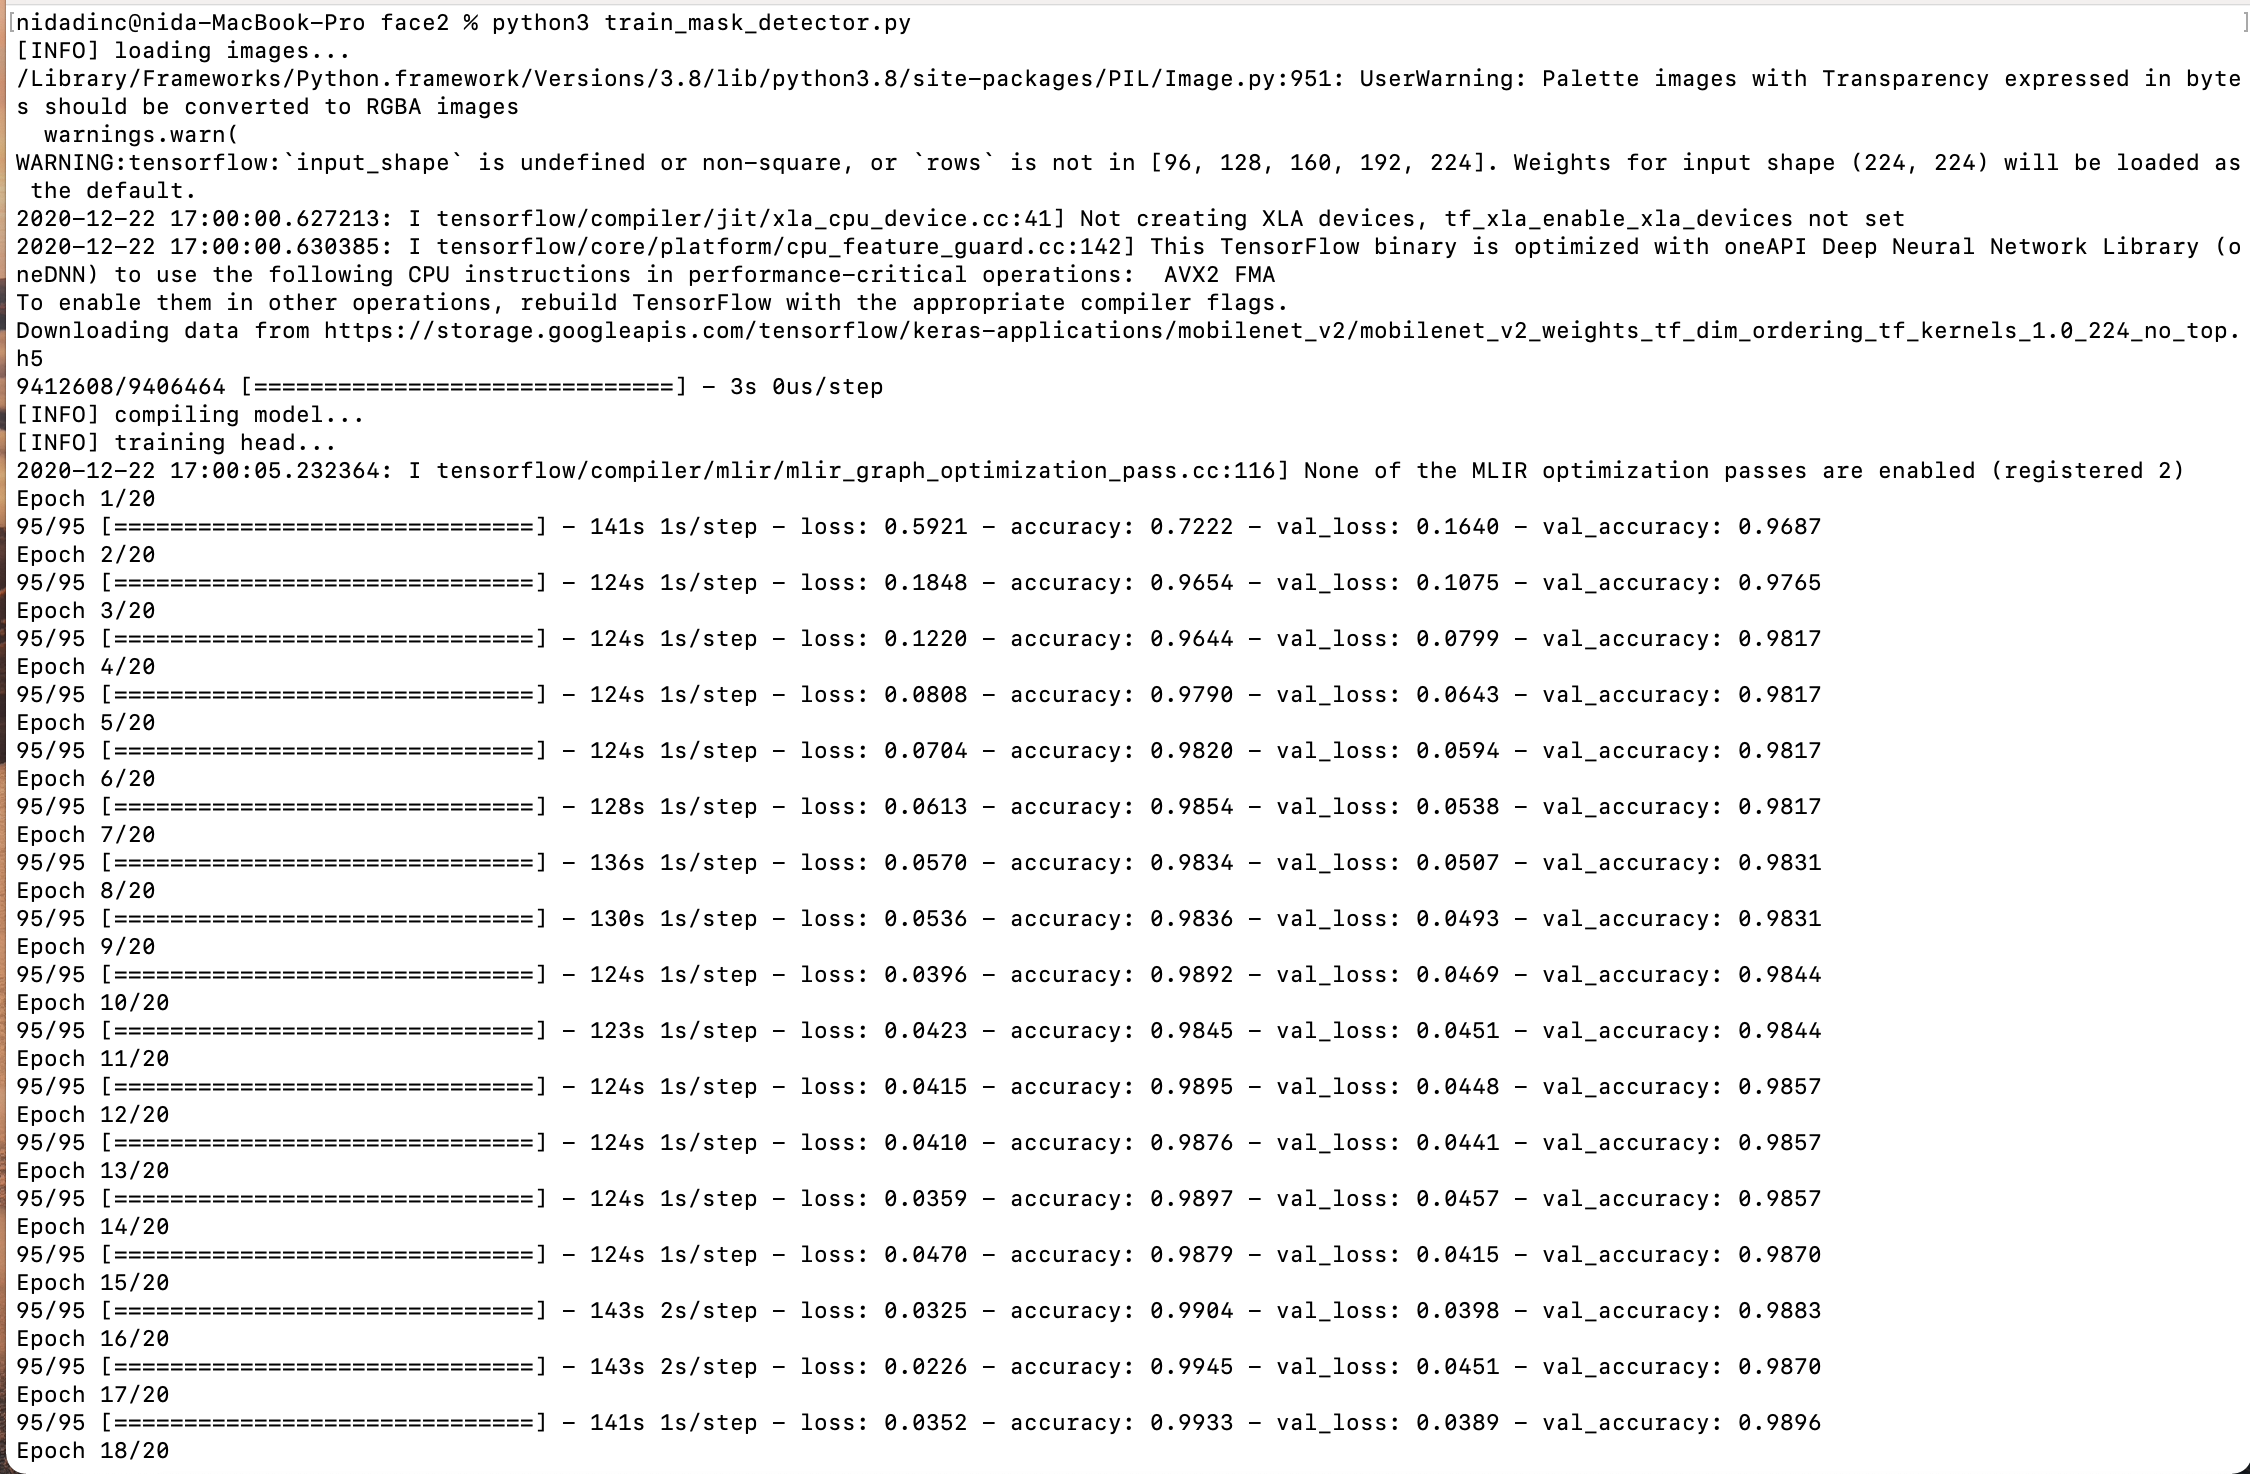 [nidadinc@nida-MacBook-Pro face2 % python3 train_mask_detector.py ]
[INFO] loading images...
/Library/Frameworks/Python.framework/Versions/3.8/lib/python3.8/site-packages/PIL/Image.py:951: UserWarning: Palette images with Transparency expressed in byte
s should be converted to RGBA images
  warnings.warn(
WARNING:tensorflow:`input_shape` is undefined or non-square, or `rows` is not in [96, 128, 160, 192, 224]. Weights for input shape (224, 224) will be loaded as
 the default.
2020-12-22 17:00:00.627213: I tensorflow/compiler/jit/xla_cpu_device.cc:41] Not creating XLA devices, tf_xla_enable_xla_devices not set
2020-12-22 17:00:00.630385: I tensorflow/core/platform/cpu_feature_guard.cc:142] This TensorFlow binary is optimized with oneAPI Deep Neural Network Library (o
neDNN) to use the following CPU instructions in performance-critical operations:  AVX2 FMA
To enable them in other operations, rebuild TensorFlow with the appropriate compiler flags.
Downloading data from https://storage.googleapis.com/tensorflow/keras-applications/mobilenet_v2/mobilenet_v2_weights_tf_dim_ordering_tf_kernels_1.0_224_no_top.
h5
9412608/9406464 [==============================] - 3s 0us/step
[INFO] compiling model...
[INFO] training head...
2020-12-22 17:00:05.232364: I tensorflow/compiler/mlir/mlir_graph_optimization_pass.cc:116] None of the MLIR optimization passes are enabled (registered 2)
Epoch 1/20
95/95 [==============================] - 141s 1s/step - loss: 0.5921 - accuracy: 0.7222 - val_loss: 0.1640 - val_accuracy: 0.9687
Epoch 2/20
95/95 [==============================] - 124s 1s/step - loss: 0.1848 - accuracy: 0.9654 - val_loss: 0.1075 - val_accuracy: 0.9765
Epoch 3/20
95/95 [==============================] - 124s 1s/step - loss: 0.1220 - accuracy: 0.9644 - val_loss: 0.0799 - val_accuracy: 0.9817
Epoch 4/20
95/95 [==============================] - 124s 1s/step - loss: 0.0808 - accuracy: 0.9790 - val_loss: 0.0643 - val_accuracy: 0.9817
Epoch 5/20
95/95 [==============================] - 124s 1s/step - loss: 0.0704 - accuracy: 0.9820 - val_loss: 0.0594 - val_accuracy: 0.9817
Epoch 6/20
95/95 [==============================] - 128s 1s/step - loss: 0.0613 - accuracy: 0.9854 - val_loss: 0.0538 - val_accuracy: 0.9817
Epoch 7/20
95/95 [==============================] - 136s 1s/step - loss: 0.0570 - accuracy: 0.9834 - val_loss: 0.0507 - val_accuracy: 0.9831
Epoch 8/20
95/95 [==============================] - 130s 1s/step - loss: 0.0536 - accuracy: 0.9836 - val_loss: 0.0493 - val_accuracy: 0.9831
Epoch 9/20
95/95 [==============================] - 124s 1s/step - loss: 0.0396 - accuracy: 0.9892 - val_loss: 0.0469 - val_accuracy: 0.9844
Epoch 10/20
95/95 [==============================] - 123s 1s/step - loss: 0.0423 - accuracy: 0.9845 - val_loss: 0.0451 - val_accuracy: 0.9844
Epoch 11/20
95/95 [==============================] - 124s 1s/step - loss: 0.0415 - accuracy: 0.9895 - val_loss: 0.0448 - val_accuracy: 0.9857
Epoch 12/20
95/95 [==============================] - 124s 1s/step - loss: 0.0410 - accuracy: 0.9876 - val_loss: 0.0441 - val_accuracy: 0.9857
Epoch 13/20
95/95 [==============================] - 124s 1s/step - loss: 0.0359 - accuracy: 0.9897 - val_loss: 0.0457 - val_accuracy: 0.9857
Epoch 14/20
95/95 [==============================] - 124s 1s/step - loss: 0.0470 - accuracy: 0.9879 - val_loss: 0.0415 - val_accuracy: 0.9870
Epoch 15/20
95/95 [==============================] - 143s 2s/step - loss: 0.0325 - accuracy: 0.9904 - val_loss: 0.0398 - val_accuracy: 0.9883
Epoch 16/20
95/95 [==============================] - 143s 2s/step - loss: 0.0226 - accuracy: 0.9945 - val_loss: 0.0451 - val_accuracy: 0.9870
Epoch 17/20
95/95 [==============================] - 141s 1s/step - loss: 0.0352 - accuracy: 0.9933 - val_loss: 0.0389 - val_accuracy: 0.9896
Epoch 18/20